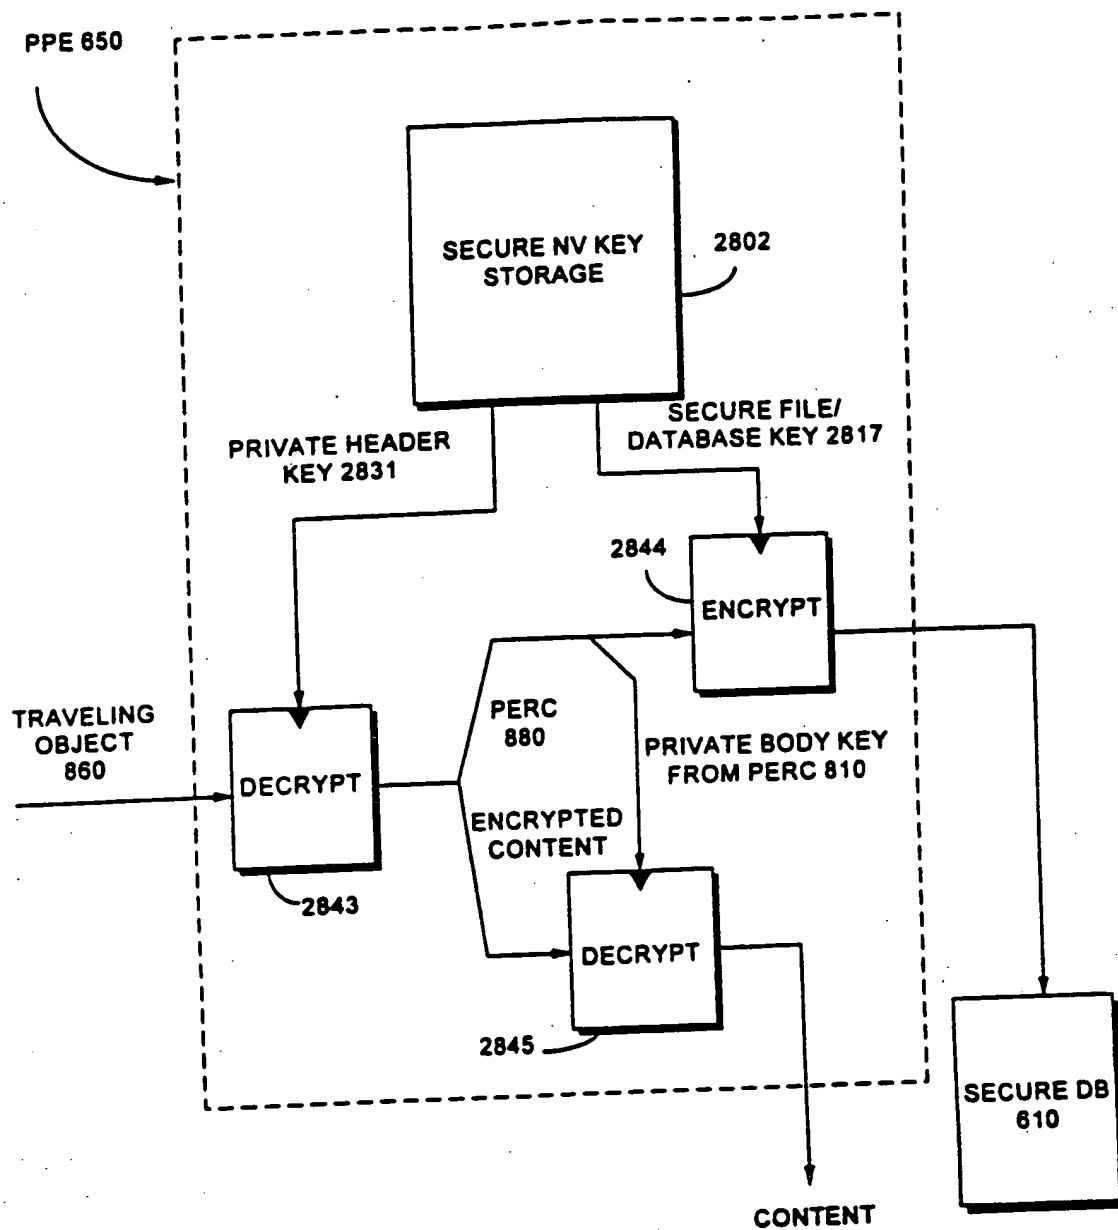 PPE 650
SECURE NV KEY
STORAGE
2802
PRIVATE HEADER
KEY 2831
SECURE FILE/
DATABASE KEY 2817
2844
ENCRYPT
TRAVELING
OBJECT
860
DECRYPT
PERC
880
PRIVATE BODY KEY
FROM PERC 810
ENCRYPTED
CONTENT
2843
DECRYPT
2845
SECURE DB
610
CONTENT